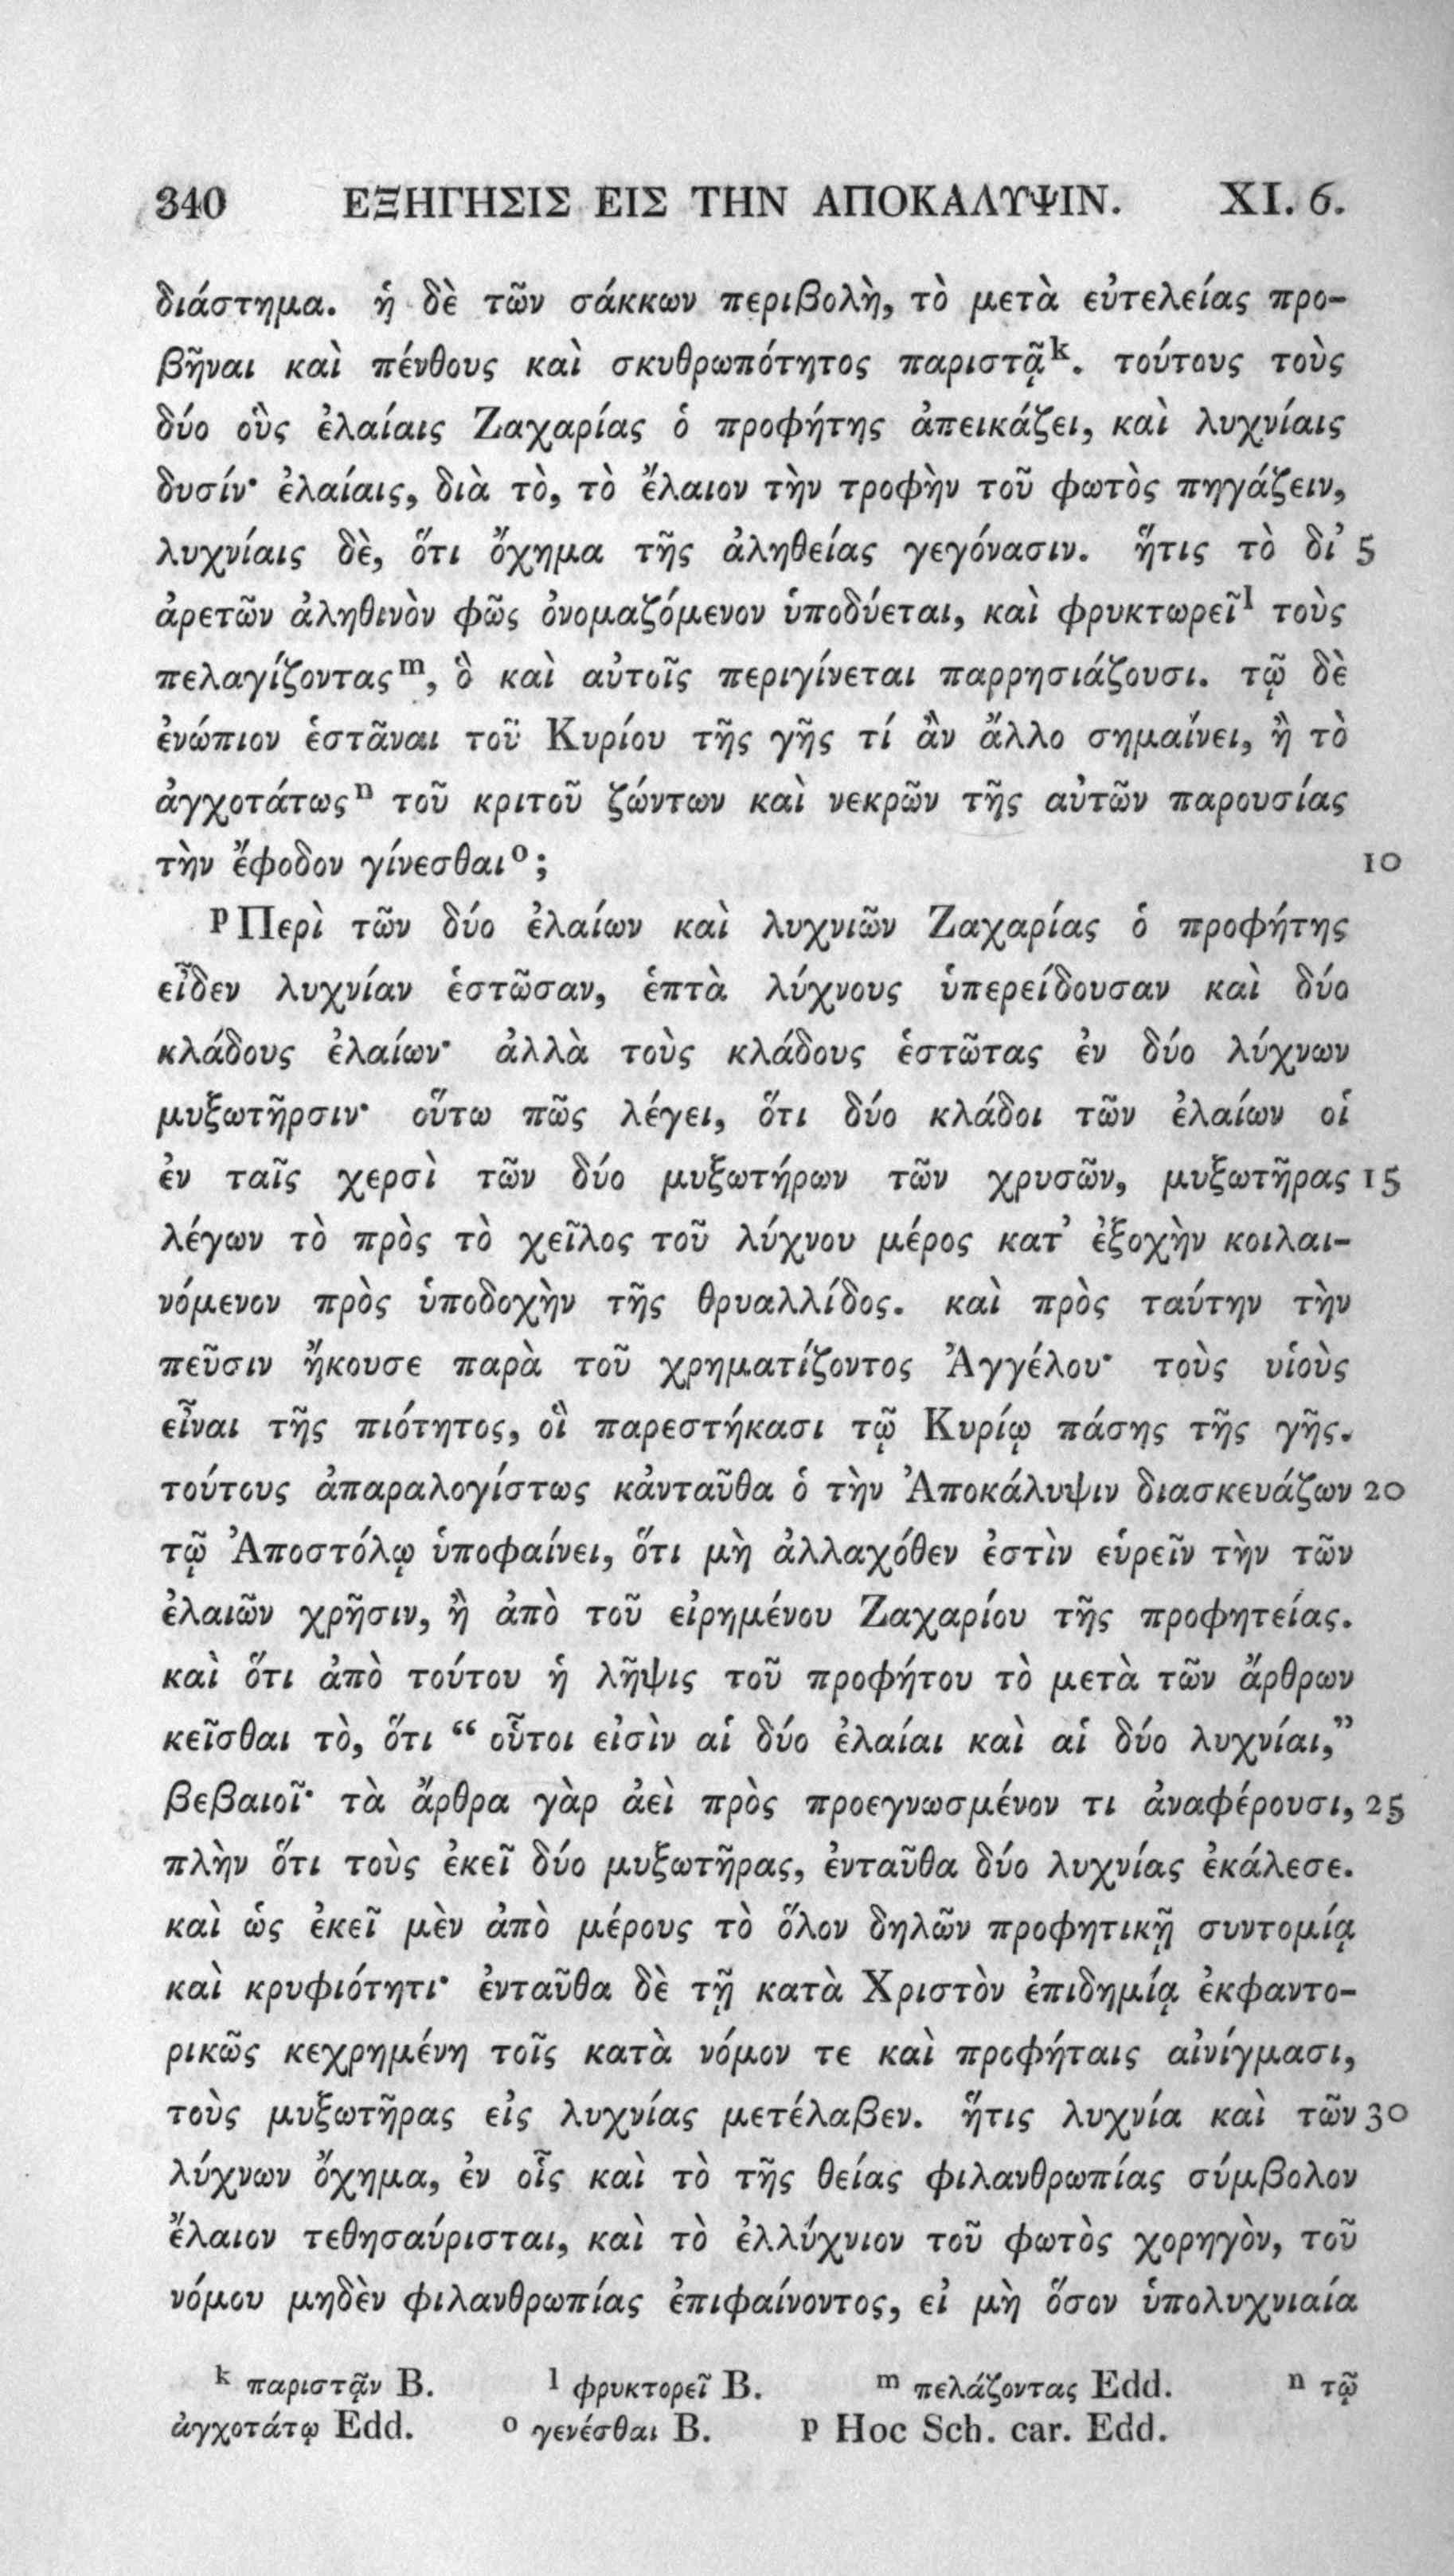 340 ΕΞΗΓΗΣΙΣ ΕΙΣ ΤΗΝ ΑΠΟΚΑΛΥΨΙΝ. XI. 6.
διάστημα. ἡ δὲ τῶν σάκκων περιβολὴ, τὸ μετὰ εὐτελείας προ-
βῆναι καὶ πένθους καὶ σκυθρωπότητος παριστᾷ k. τούτους τοὺς
δύο οὓς ἐλαίαις Ζαχαρίας ὁ προφήτης ἀπεικάζει, καὶ λυχνίαις
δυσίν· ἐλαίαις, διὰ τὸ, τὸ ἔλαιον τὴν τροφὴν τοῦ φωτὸς πηγάζειν,
λυχνίαις δὲ, ὅτι ὄχημα τῆς ἀληθείας γεγόνασιν. ἥτις τὸ δι’ 5
ἀρετῶν ἀληθινὸν φῶς ὀνομαζόμενον ὑποδύεται, καὶ φρυκτωρεῖ l τοὺς
πελαγίζοντας m, ὃ καὶ αὐτοῖς περιγίνεται παρρησιάζουσι. τῷ δὲ
ἐνώπιον ἑστᾶναι τοῦ Κυρίου τῆς γῆς τί ἂν ἄλλο σημαίνει, ἢ τὸ
ἀγχοτάτως n τοῦ κριτοῦ ζώντων καὶ νεκρῶν τῆς αὐτῶν παρουσίας
τὴν ἔφοδον γίνεσθαι o; 10
p Περὶ τῶν δύο ἐλαίων καὶ λυχνιῶν Ζαχαρίας ὁ προφήτης
εἶδεν λυχνίαν ἑστῶσαν, ἑπτὰ λύχνους ὑπερείδουσαν καὶ δύο
κλάδους ἐλαίων· ἀλλὰ τοὺς κλάδους ἑστῶτας ἐν δύο λύχνων
μυξωτῆρσιν· οὕτω πῶς λέγει, ὅτι δύο κλάδοι τῶν ἐλαίων οἱ
ἐν ταῖς χερσὶ τῶν δύο μυξωτήρων τῶν χρυσῶν, μυξωτῆρας 15
λέγων τὸ πρὸς τὸ χεῖλος τοῦ λύχνου μέρος κατ’ ἐξοχὴν κοιλαι-
νόμενον πρὸς ὑποδοχὴν τῆς θρυαλλίδος. καὶ πρὸς ταύτην τὴν
πεῦσιν ἤκουσε παρὰ τοῦ χρηματίζοντος Ἀγγέλου· τοὺς υἱοὺς
εἶναι τῆς πιότητος, οἳ παρεστήκασι τῷ Κυρίῳ πάσης τῆς γῆς.
τούτους ἀπαραλογίστως κἀνταῦθα ὁ τὴν Ἀποκάλυψιν διασκευάζων 20
τῷ Ἀποστόλῳ ὑποφαίνει, ὅτι μὴ ἀλλαχόθεν ἐστὶν εὑρεῖν τὴν τῶν
ἐλαιῶν χρῆσιν, ἢ ἀπὸ τοῦ εἰρημένου Ζαχαρίου τῆς προφητείας.
καὶ ὅτι ἀπὸ τούτου ἡ λῆψις τοῦ προφήτου τὸ μετὰ τῶν ἄρθρων
κεῖσθαι τὸ, ὅτι “ οὗτοι εἰσὶν αἱ δύο ἐλαίαι καὶ αἱ δύο λυχνίαι,”
βεβαιοῖ· τὰ ἄρθρα γὰρ ἀεὶ πρὸς προεγνωσμένον τι ἀναφέρουσι, 25
πλὴν ὅτι τοὺς ἐκεῖ δύο μυξωτῆρας, ἐνταῦθα δύο λυχνίας ἐκάλεσε.
καὶ ὡς ἐκεῖ μὲν ἀπὸ μέρους τὸ ὅλον δηλῶν προφητικῇ συντομίᾳ
καὶ κρυφιότητι· ἐνταῦθα δὲ τῇ κατὰ Χριστὸν ἐπιδημίᾳ ἐκφαντο-
ρικῶς κεχρημένη τοῖς κατὰ νόμον τε καὶ προφήταις αἰνίγμασι,
τοὺς μυξωτῆρας εἰς λυχνίας μετέλαβεν. ἥτις λυχνία καὶ τῶν 30
λύχνων ὄχημα, ἐν οἷς καὶ τὸ τῆς θείας φιλανθρωπίας σύμβολον
ἔλαιον τεθησαύρισται, καὶ τὸ ἐλλύχνιον τοῦ φωτὸς χορηγὸν, τοῦ
νόμου μηδὲν φιλανθρωπίας ἐπιφαίνοντος, εἰ μὴ ὅσον ὑπολυχνιαία
k παριστᾷν B. l φρυκτορεῖ B. m πελάζοντας Edd. n τῷ
ἀγχοτάτῳ Edd. o γενέσθαι B. p Hoc Sch. car. Edd.